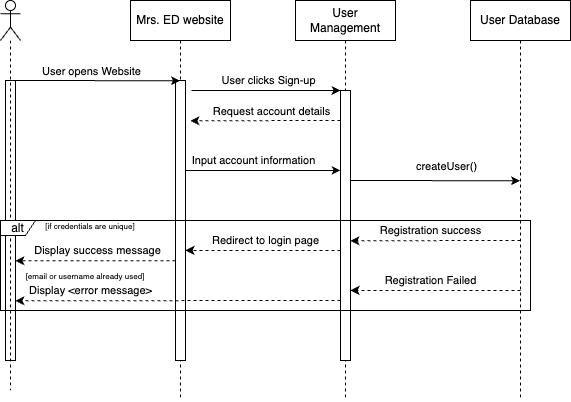 Mrs. ED website
User
Management
User Database
User opens Website
User clicks Sign-up
Request account details
Input account information
createUser()
alt
[if credentials are unique]
Registration success
Redirect to login page
Display success message
[email or username already used]
Registration Failed
Display <error message>